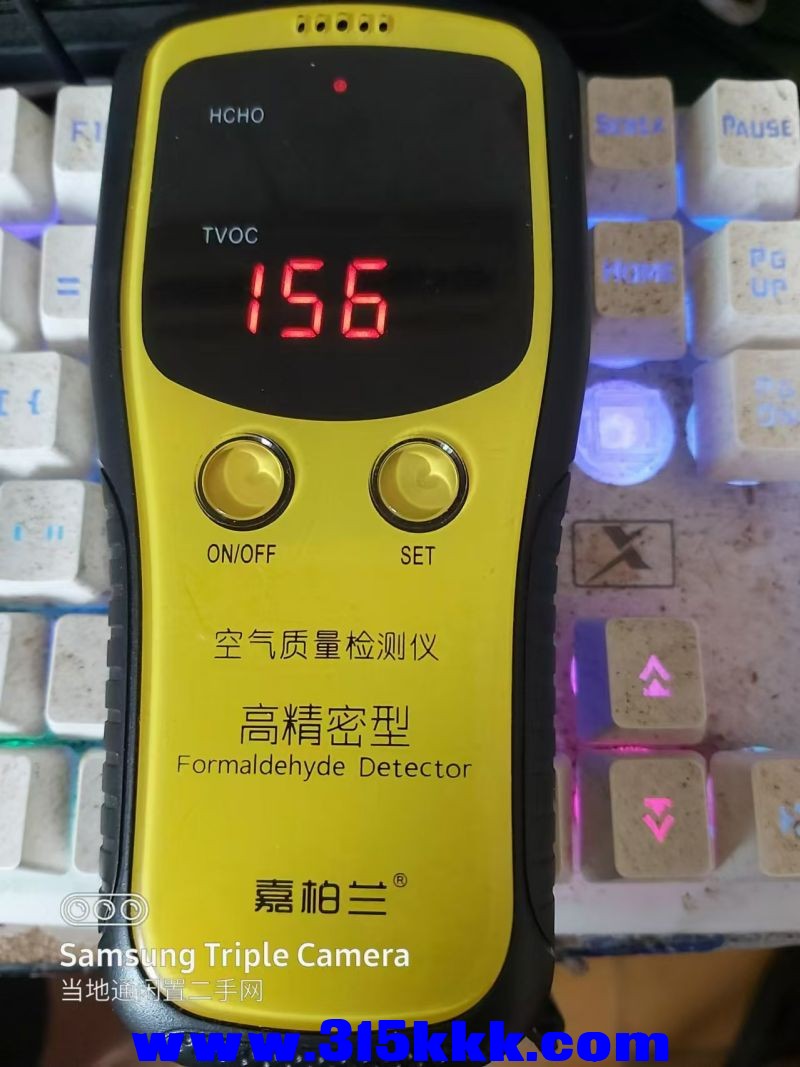 HCHO
TVOC
156
ON/OFF
SET
空气质量检测仪
高精密型
Formaldehyde Detector
嘉柏兰®
F1
=
[ {
' "
PAUSE
HOME
PG UP
PG DN
Samsung Triple Camera
当地通闲置二手网
www.315kkk.com